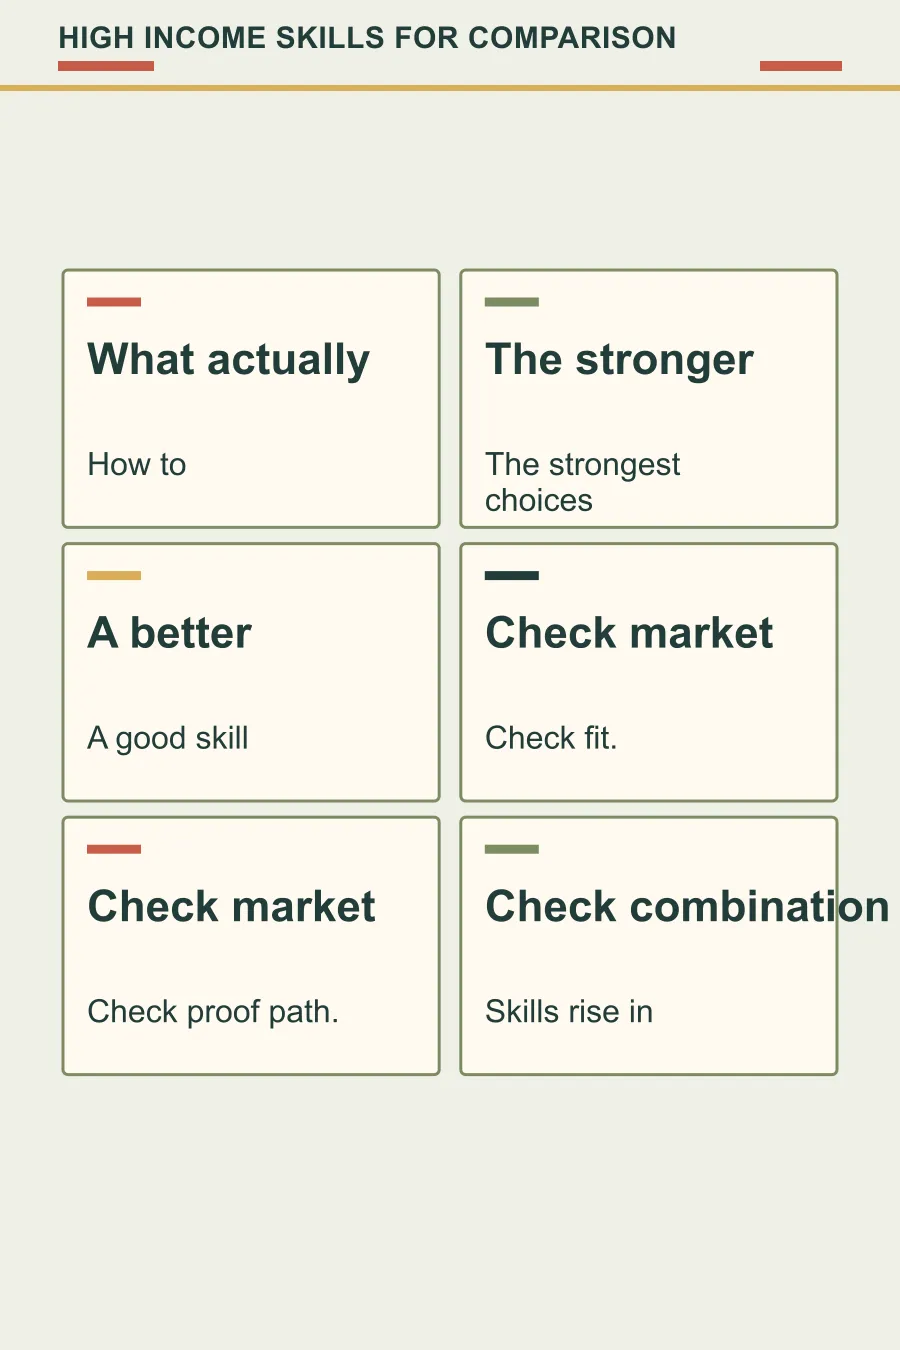 HIGH INCOME SKILLS FOR COMPARISON
What actually
How to
The stronger
The strongest
choices
A better
A good skill
Check market
Check fit.
Check market
Check proof path.
Check combination
Skills rise in